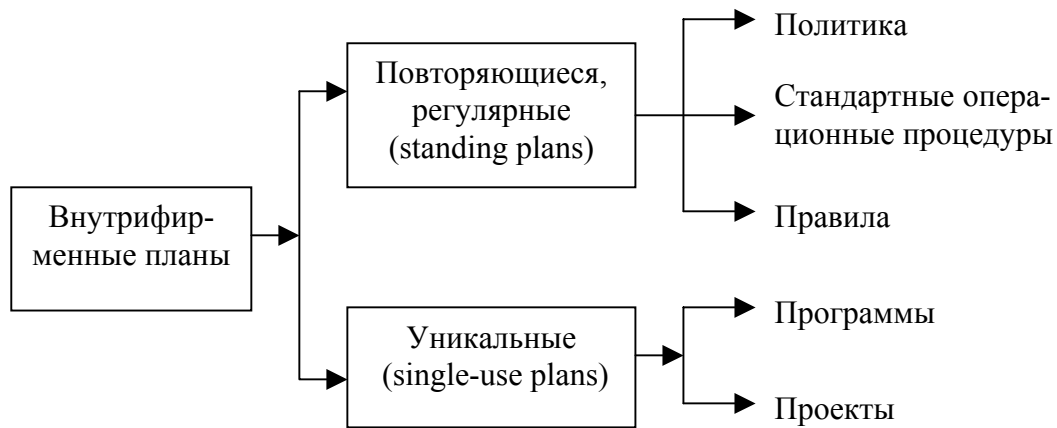 Внутрифир-
менные планы
Повторяющиеся,
регулярные
(standing plans)
Политика
Стандартные опера-
ционные процедуры
Правила
Уникальные
(single-use plans)
Программы
Проекты